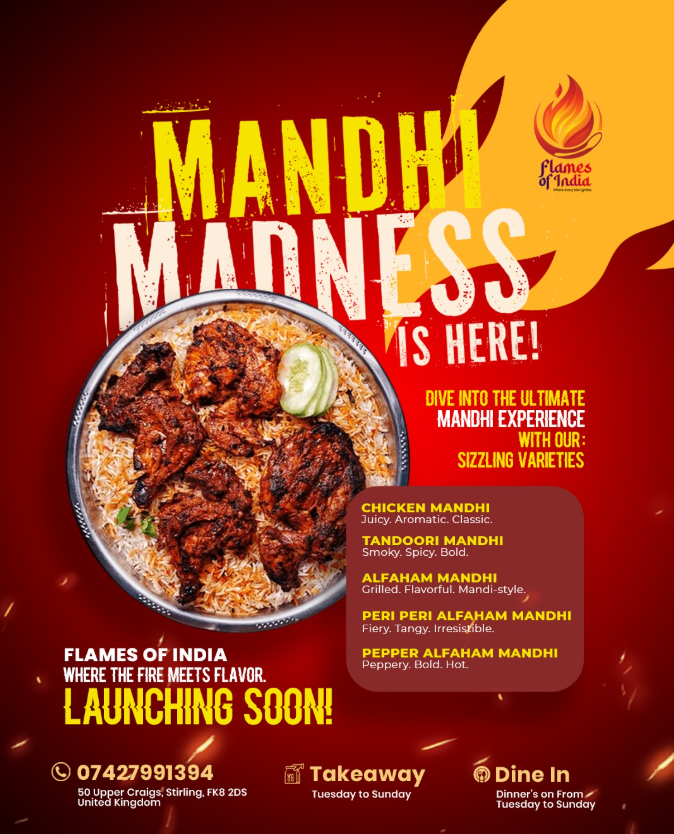 flames
of India
MANDHI
MADNESS
IS HERE!
DIVE INTO THE ULTIMATE
MANDHI EXPERIENCE
WITH OUR:
SIZZLING VARIETIES
CHICKEN MANDHI
Juicy. Aromatic. Classic.
TANDOORI MANDHI
Smoky. Spicy. Bold.
ALFAHAM MANDHI
Grilled. Flavorful. Mandi-style.
PERI PERI ALFAHAM MANDHI
Fiery. Tangy. Irresistible.
PEPPER ALFAHAM MANDHI
Peppery. Bold. Hot.
FLAMES OF INDIA
WHERE THE FIRE MEETS FLAVOR.
LAUNCHING SOON!
07427991394
50 Upper Craigs, Stirling, FK8 2DS
United Kingdom
Takeaway
Tuesday to Sunday
Dine In
Dinner's on From
Tuesday to Sunday